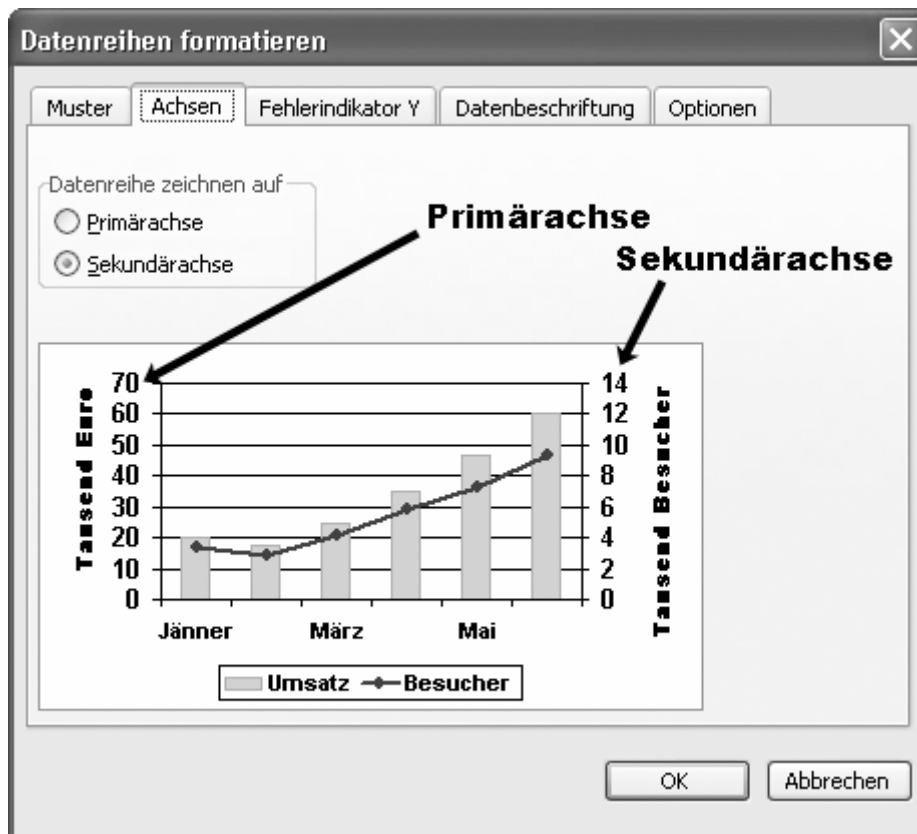 Datenreihen formatieren
Muster Achsen Fehlerindikator Y Datenbeschriftung Optionen
Datenreihe zeichnen auf
Primärachse
Sekundärachse
Primärachse
Sekundärachse
Tausend Euro
70
60
50
40
30
20
10
0
14
12
10
8
6
4
2
0
Tausend Besucher
Jänner März Mai
Umsatz Besucher
OK Abbrechen